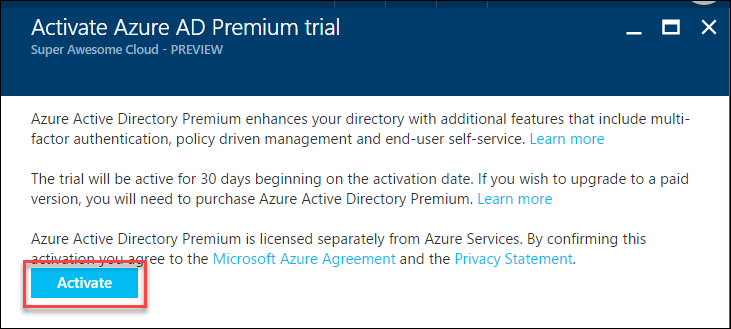 Activate Azure AD Premium trial
Super Awesome Cloud - PREVIEW
Azure Active Directory Premium enhances your directory with additional features that include multi-
factor authentication, policy driven management and end-user self-service. Learn more
The trial will be active for 30 days beginning on the activation date. If you wish to upgrade to a paid
version, you will need to purchase Azure Active Directory Premium. Learn more
Azure Active Directory Premium is licensed separately from Azure Services. By confirming this
activation you agree to the Microsoft Azure Agreement and the Privacy Statement.
Activate